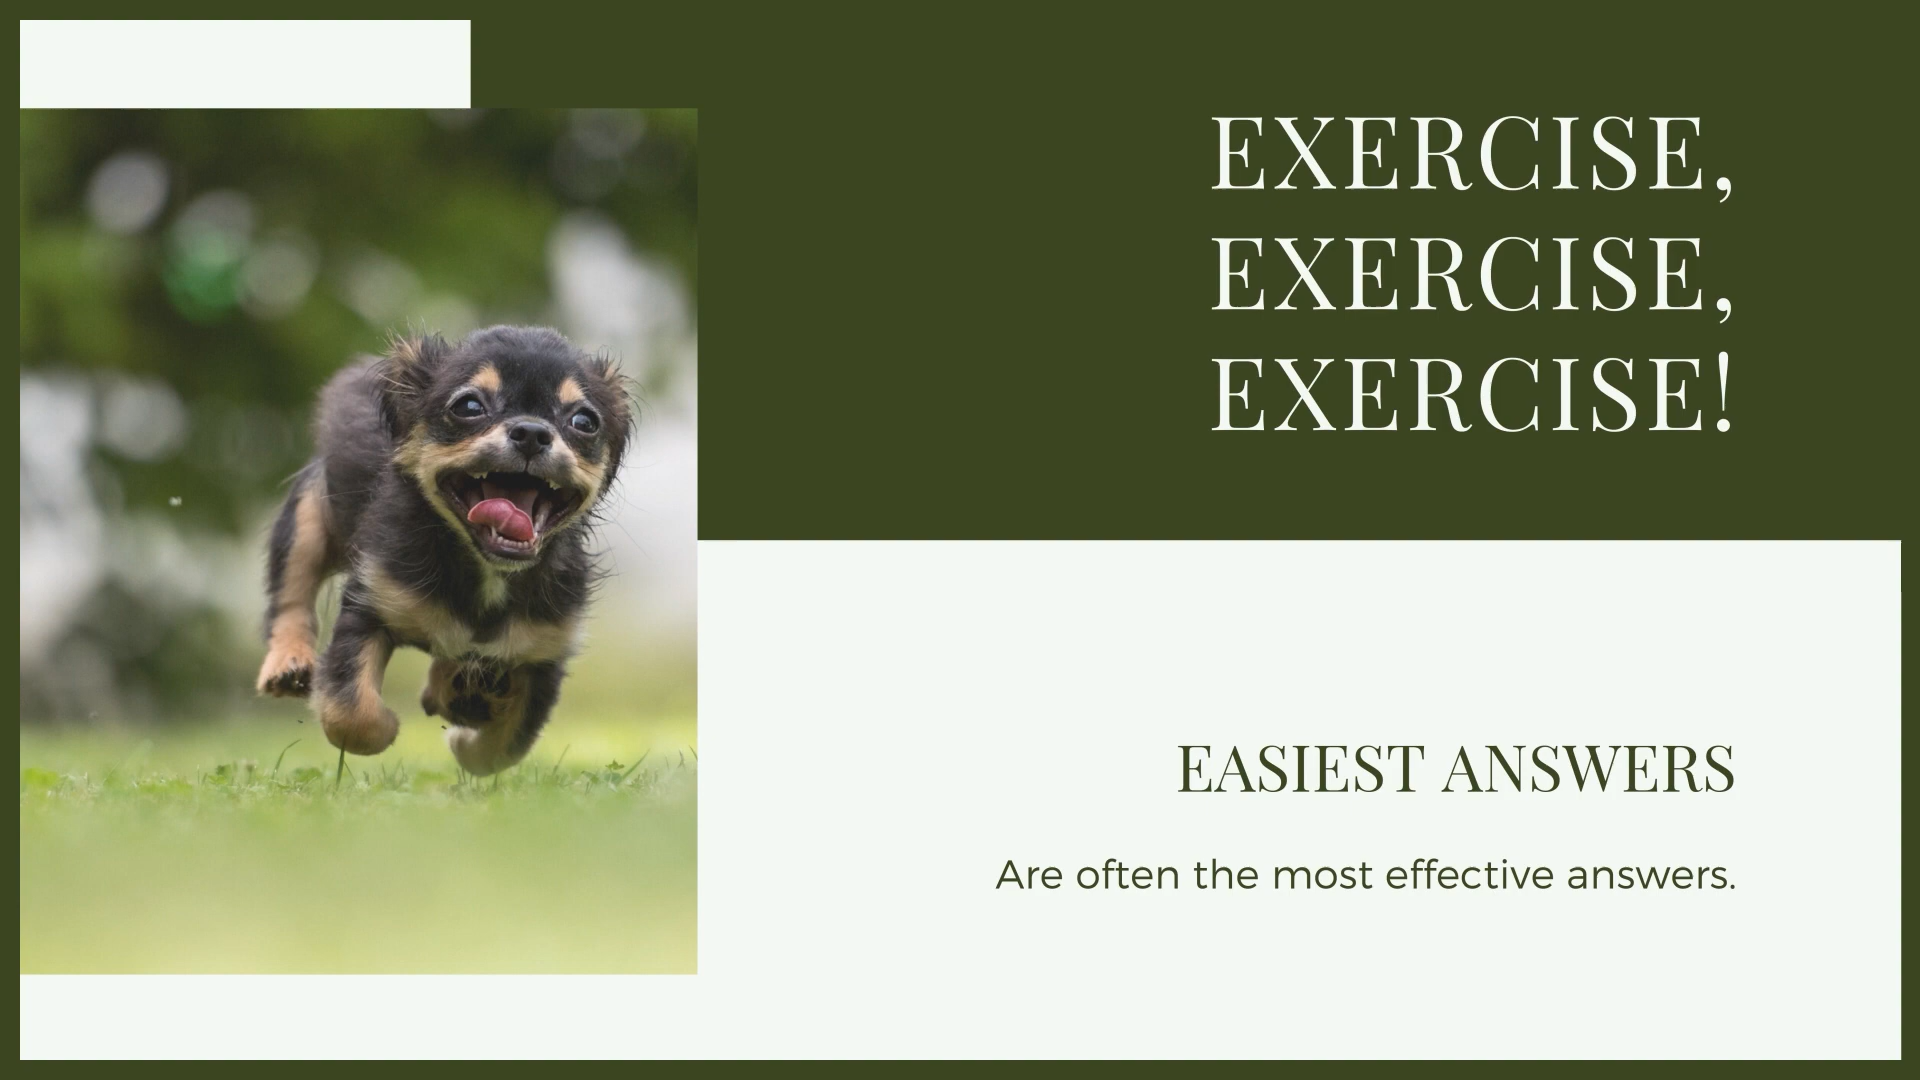 EXERCISE,
EXERCISE,
EXERCISE!
EASIEST ANSWERS
Are often the most effective answers.